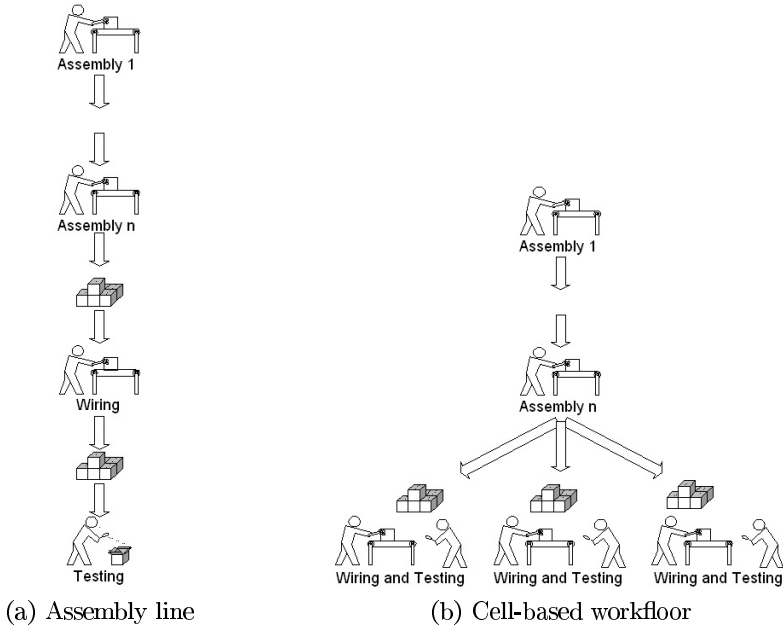 Assembly 1
Assembly n
Wiring
Testing
(a) Assembly line
Assembly 1
Assembly n
Wiring and Testing
Wiring and Testing
Wiring and Testing
(b) Cell-based workfloor